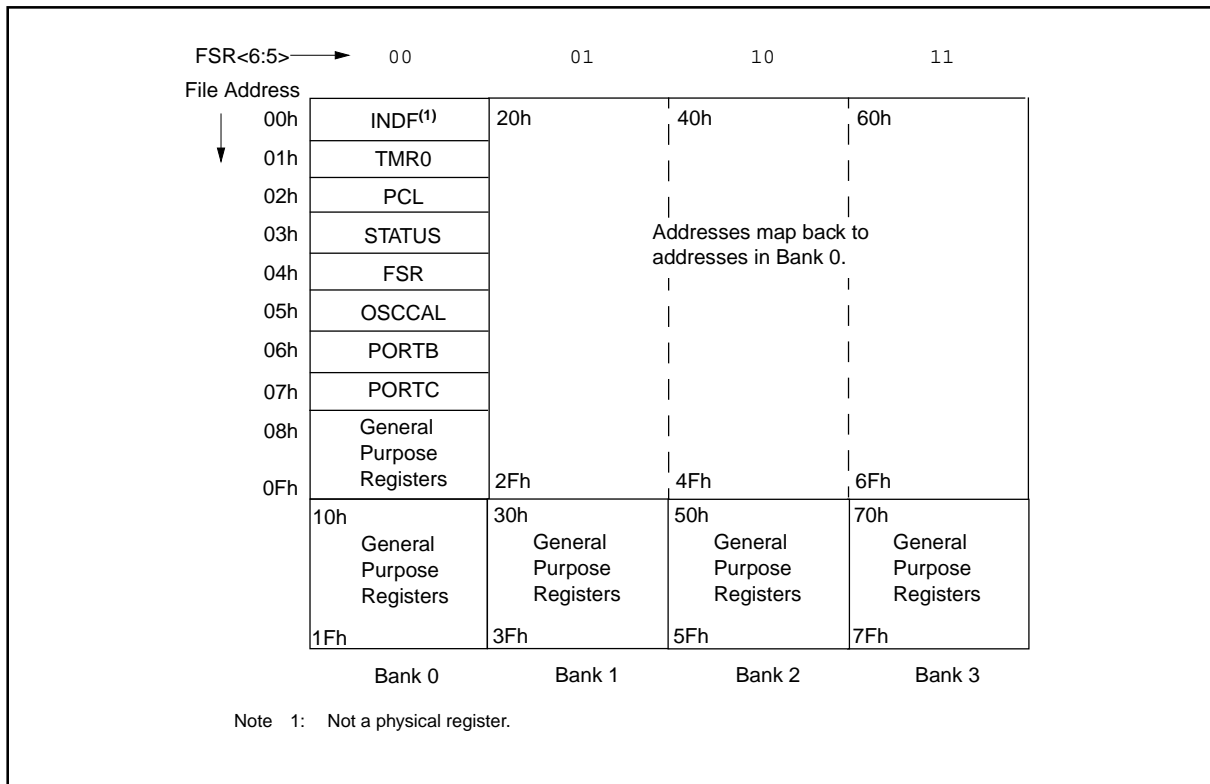 FSR<6:5> 00 01 10 11
File Address
00h INDF(1) 20h 40h 60h
01h TMR0
02h PCL
03h STATUS Addresses map back to
addresses in Bank 0.
04h FSR
05h OSCCAL
06h PORTB
07h PORTC
08h General
Purpose
Registers
0Fh 2Fh 4Fh 6Fh
10h 30h 50h 70h
General General General General
Purpose Purpose Purpose Purpose
Registers Registers Registers Registers
1Fh 3Fh 5Fh 7Fh
Bank 0 Bank 1 Bank 2 Bank 3
Note 1: Not a physical register.